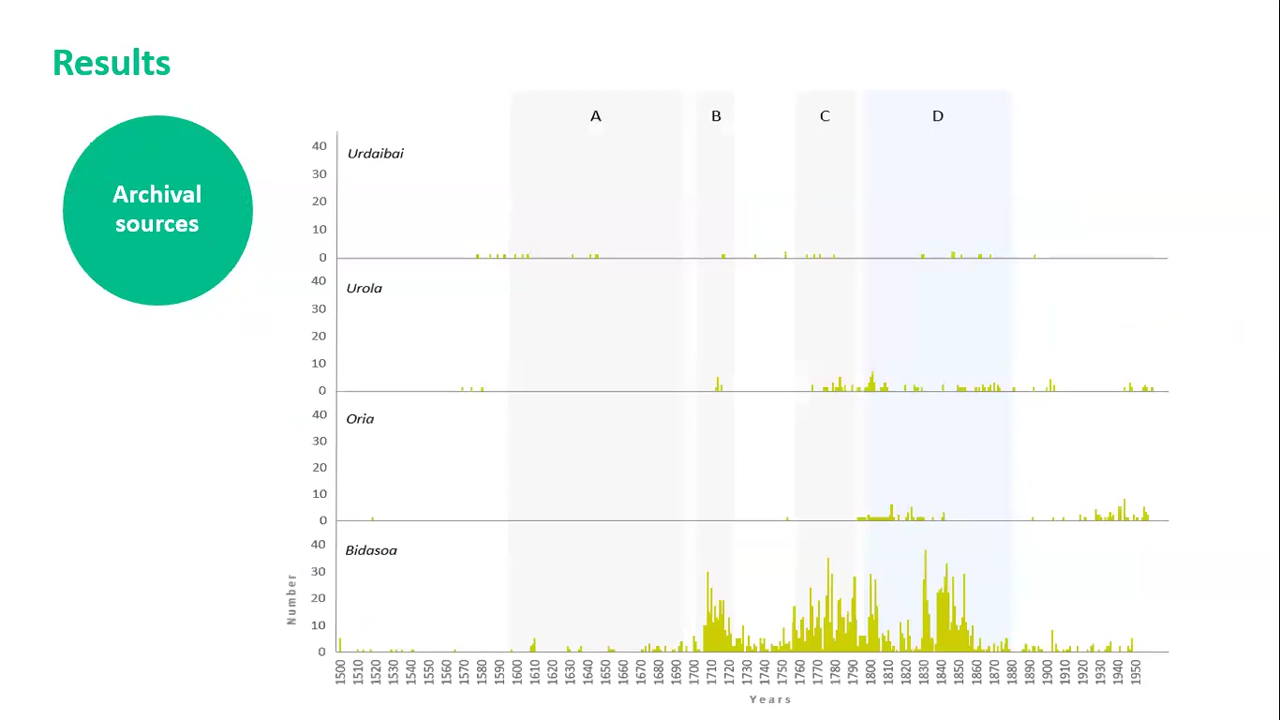 Results
Archival
sources
A B C D
Urdaibai
40
30
20
10
0
Urola
40
30
20
10
0
Oria
40
30
20
10
0
Bidasoa
40
30
20
10
0
Number
1500 1510 1520 1530 1540 1550 1560 1570 1580 1590 1600 1610 1620 1630 1640 1650 1660 1670 1680 1690 1700 1710 1720 1730 1740 1750 1760 1770 1780 1790 1800 1810 1820 1830 1840 1850 1860 1870 1880 1890 1900 1910 1920 1930 1940 1950
Years